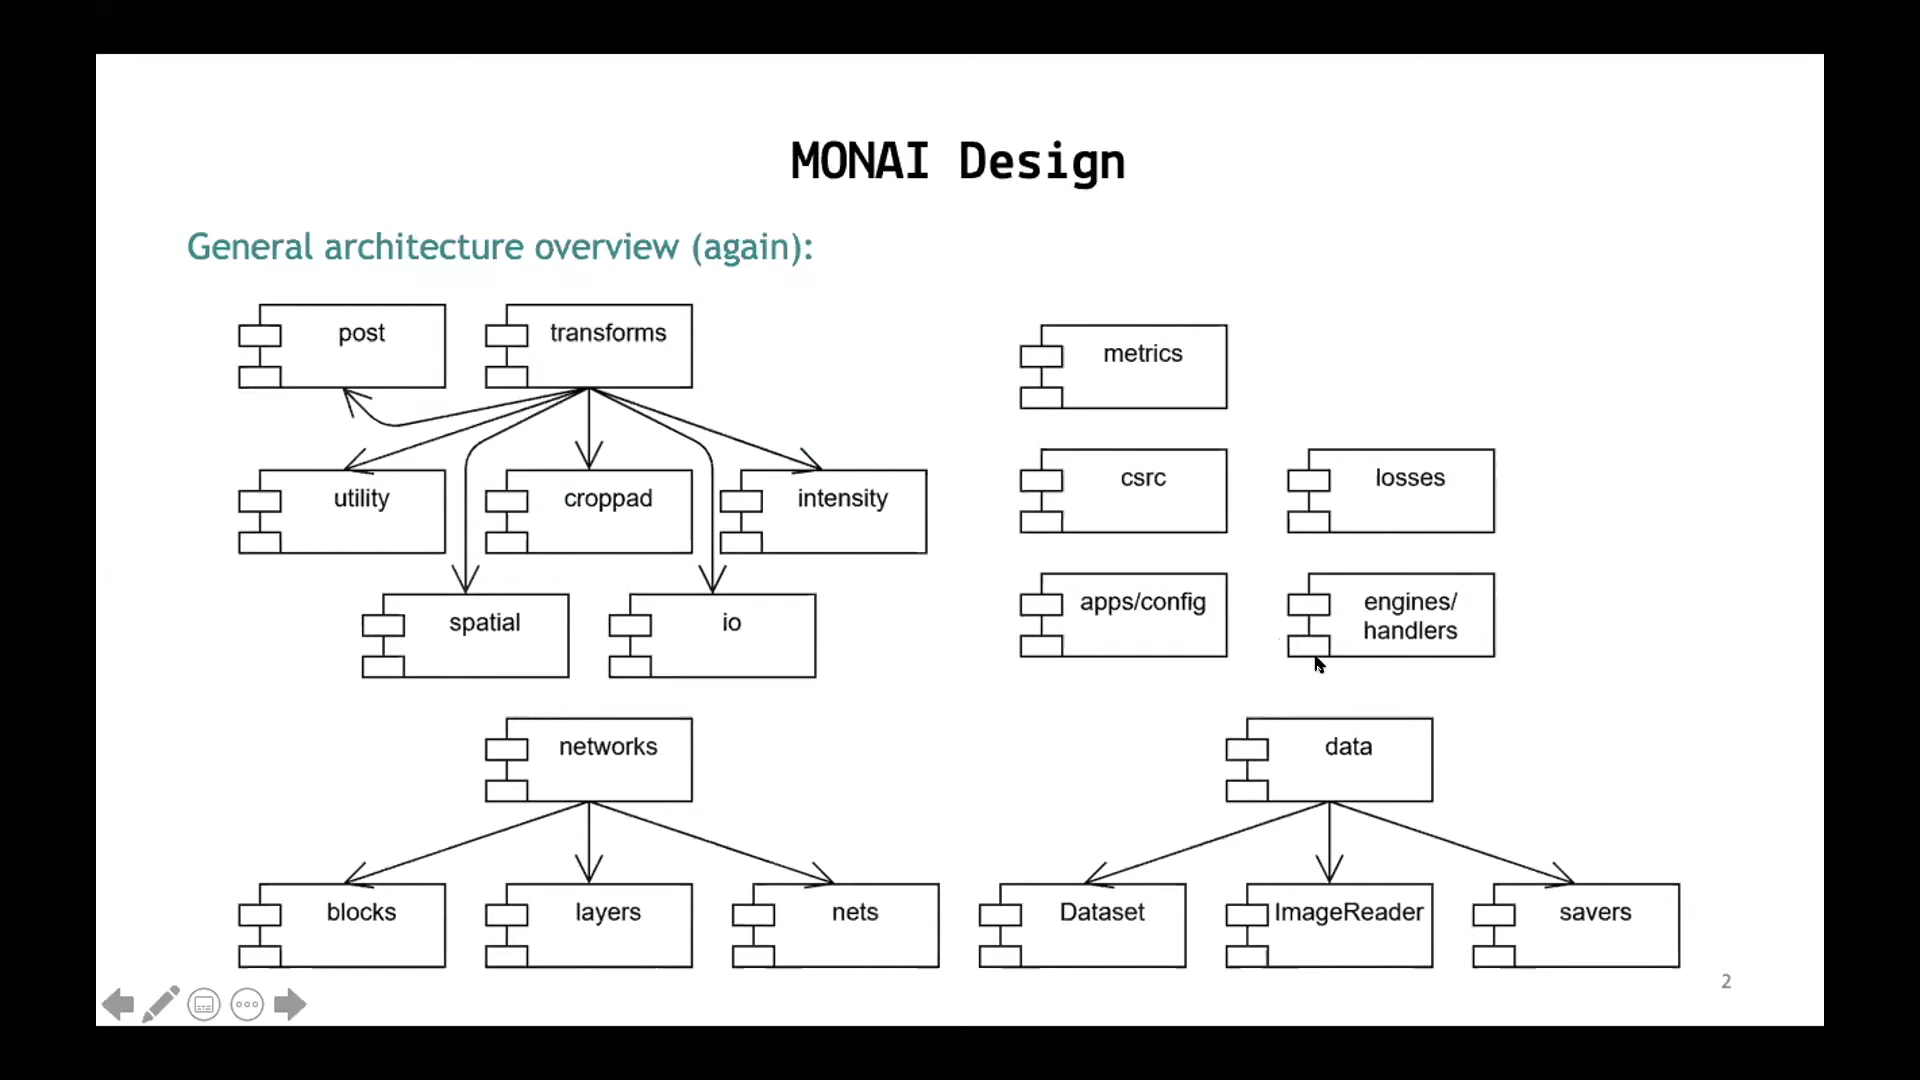 MONAI Design
General architecture overview (again):
post
transforms
metrics
utility
croppad
intensity
csrc
losses
spatial
io
apps/config
engines/
handlers
networks
data
blocks
layers
nets
Dataset
ImageReader
savers
2